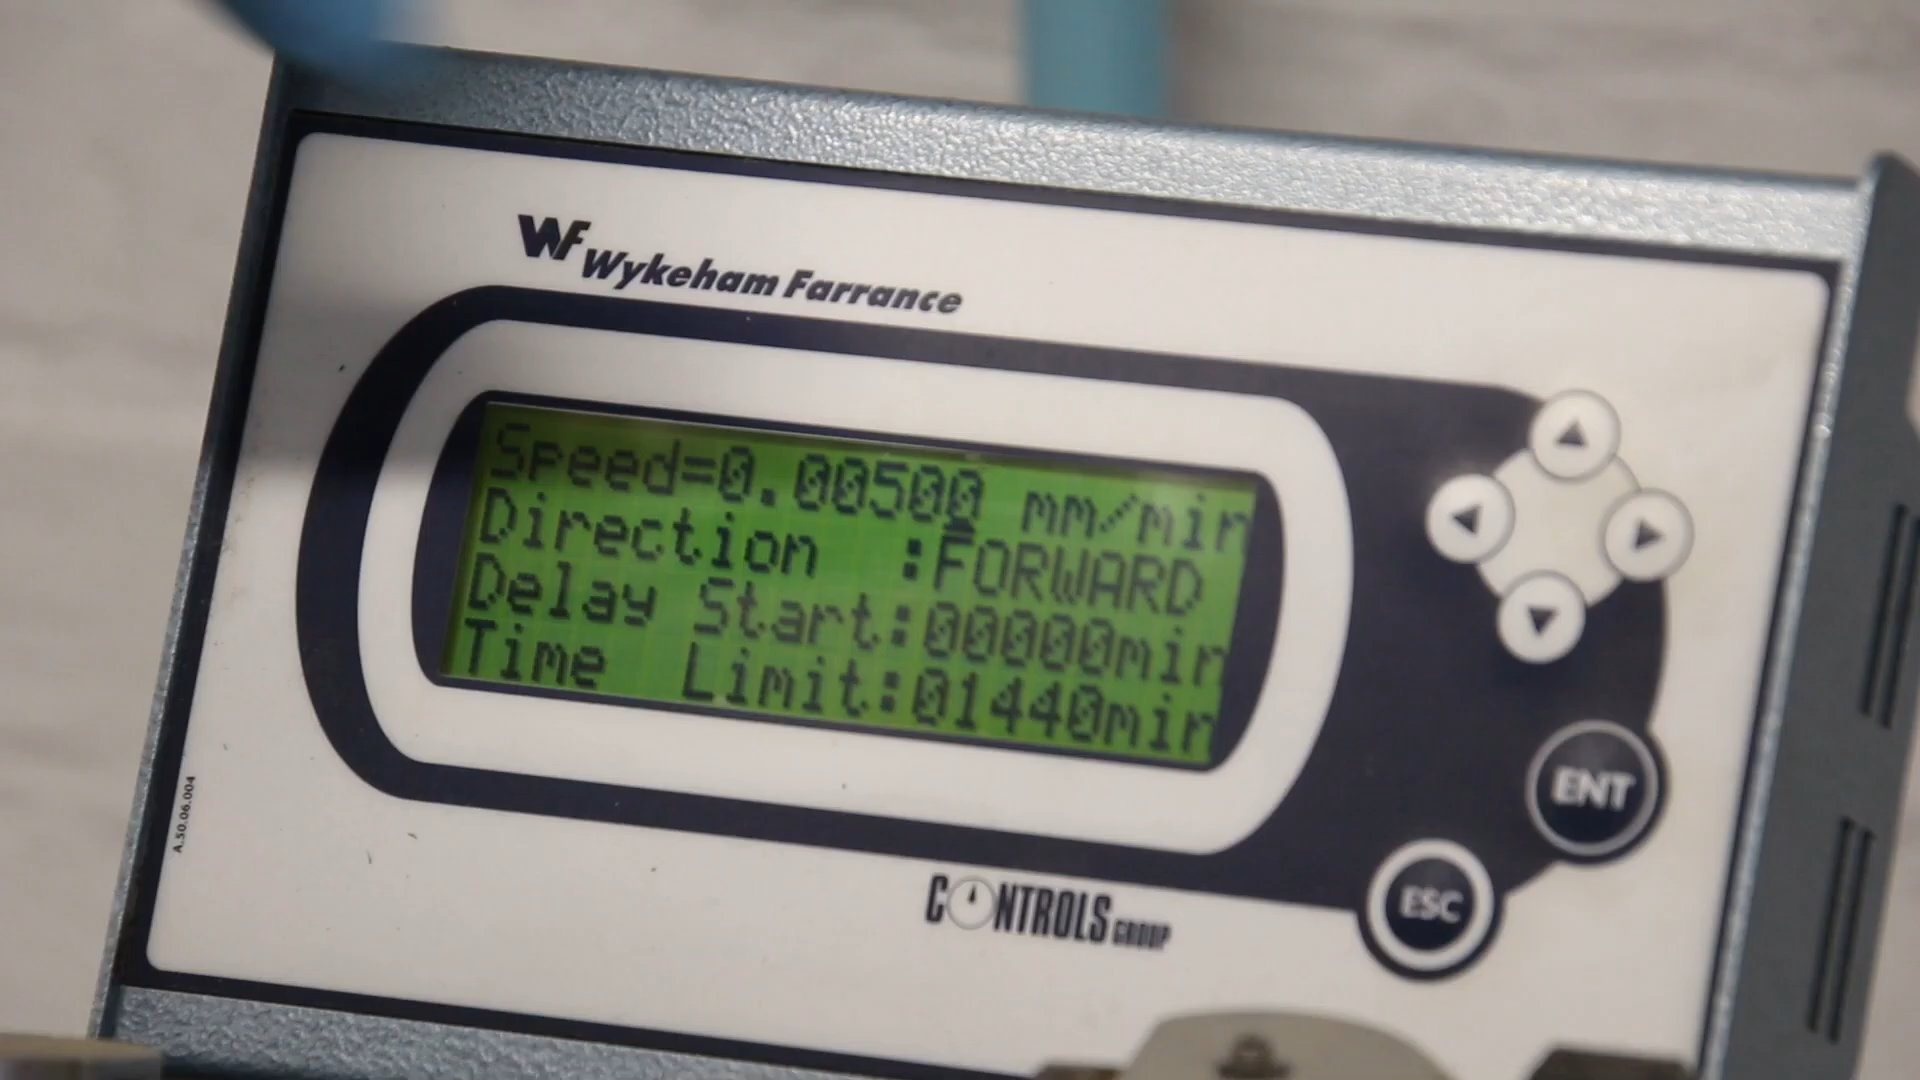 WF Wykeham Farrance
Speed=0.00500 mm/min
Direction :FORWARD
Delay Start:00000min
Time Limit:01440min
ENT
ESC
CONTROLS GROUP
A.50.06.004